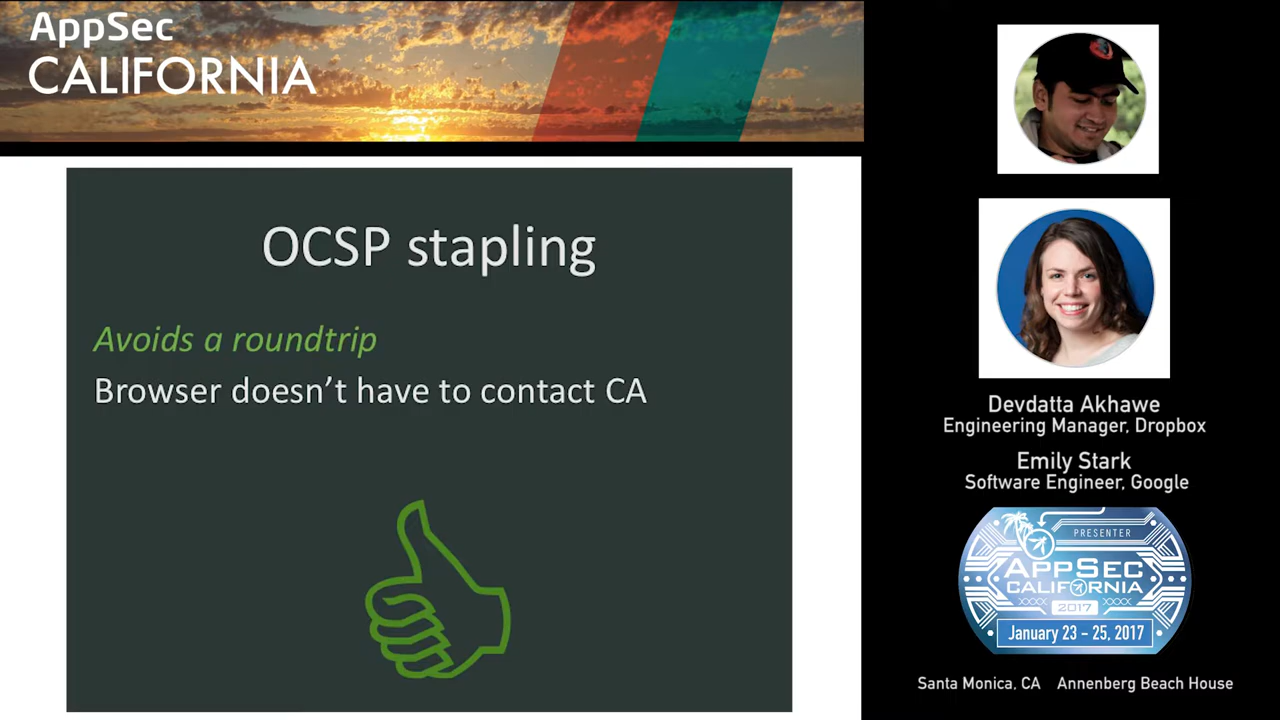 AppSec
CALIFORNIA
OCSP stapling
Avoids a roundtrip
Browser doesn’t have to contact CA
Devdatta Akhawe
Engineering Manager, Dropbox
Emily Stark
Software Engineer, Google
PRESENTER
APPSEC
CALIFORNIA
2017
January 23 - 25, 2017
Santa Monica, CA Annenberg Beach House